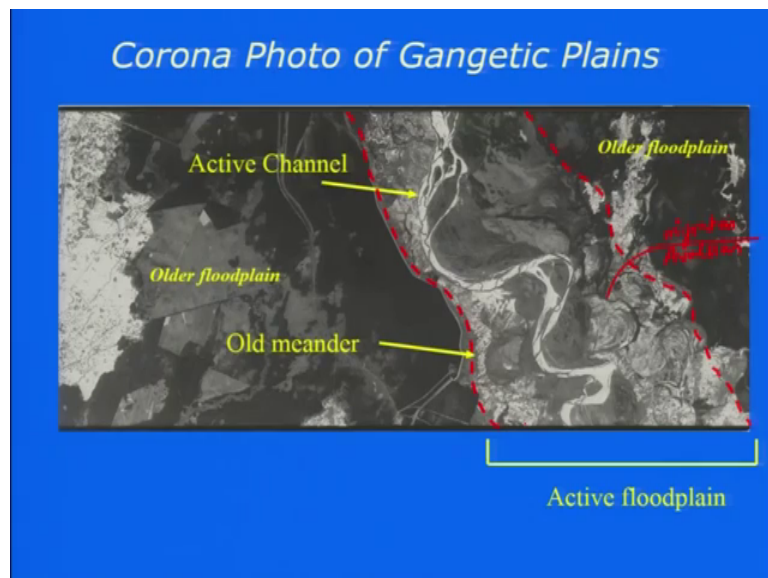 Corona Photo of Gangetic Plains
Active Channel
Older floodplain
Older floodplain
Old meander
Active floodplain